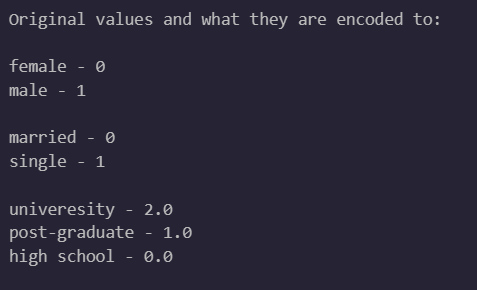 Original values and what they are encoded to:
female - 0
male - 1
married - 0
single - 1
univeresity - 2.0
post-graduate - 1.0
high school - 0.0